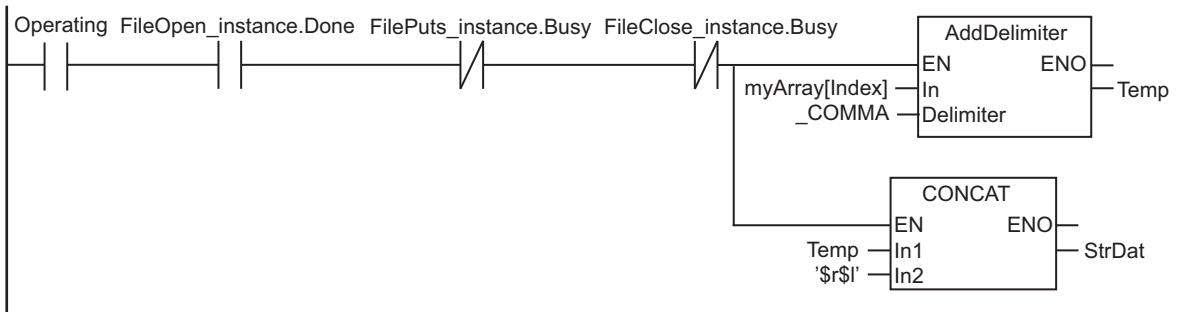 Operating FileOpen_instance.Done FilePuts_instance.Busy FileClose_instance.Busy
AddDelimiter
EN ENO
myArray[Index] In Temp
_COMMA Delimiter
CONCAT
EN ENO
Temp In1 StrDat
'$r$l' In2